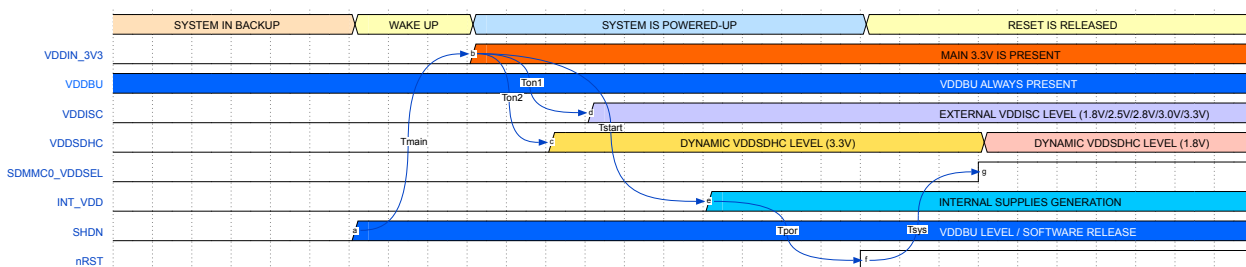 SYSTEM IN BACKUP WAKE UP SYSTEM IS POWERED-UP RESET IS RELEASED
VDDIN_3V3 b MAIN 3.3V IS PRESENT
VDDBU Ton1 VDDBU ALWAYS PRESENT
Ton2
VDDISC d EXTERNAL VDDISC LEVEL (1.8V/2.5V/2.8V/3.0V/3.3V)
Tstart
VDDSDHC Tmain c DYNAMIC VDDSDHC LEVEL (3.3V) DYNAMIC VDDSDHC LEVEL (1.8V)
SDMMC0_VDDSEL g
INT_VDD e INTERNAL SUPPLIES GENERATION
SHDN a Tpor Tsys VDDBU LEVEL / SOFTWARE RELEASE
nRST f